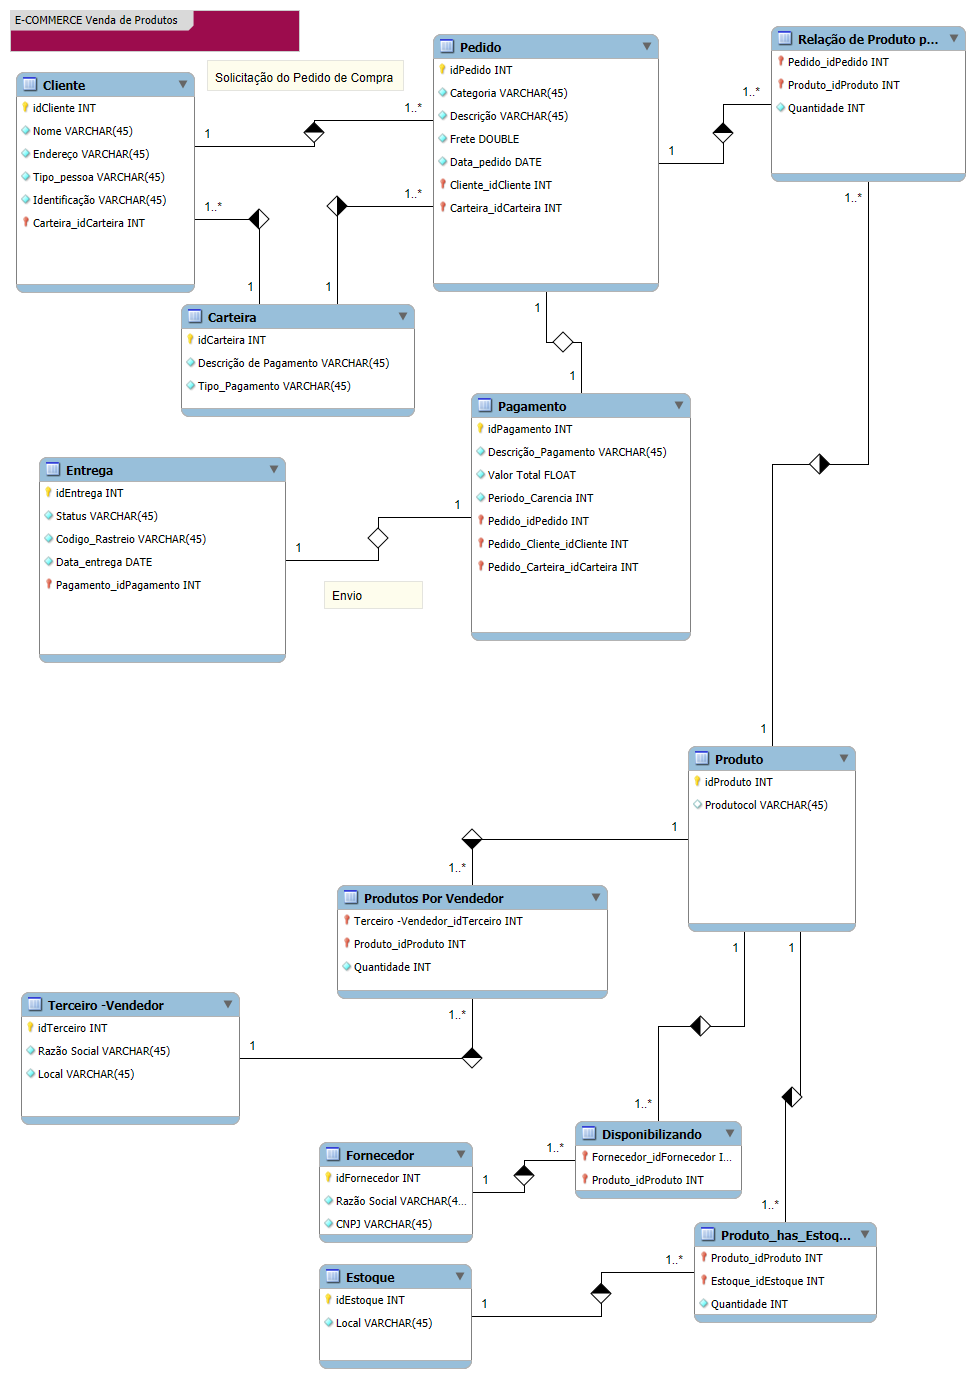 E-COMMERCE Venda de Produtos
Solicitação do Pedido de Compra
Cliente
idCliente INT
Nome VARCHAR(45)
Endereço VARCHAR(45)
Tipo_pessoa VARCHAR(45)
Identificação VARCHAR(45)
Carteira_idCarteira INT
1
1..*
1..*
1
1..*
1
Pedido
idPedido INT
Categoria VARCHAR(45)
Descrição VARCHAR(45)
Frete DOUBLE
Data_pedido DATE
Cliente_idCliente INT
Carteira_idCarteira INT
1
1..*
Relação de Produto p...
Pedido_idPedido INT
Produto_idProduto INT
Quantidade INT
1..*
1
Carteira
idCarteira INT
Descrição de Pagamento VARCHAR(45)
Tipo_Pagamento VARCHAR(45)
1
1
Pagamento
idPagamento INT
Descrição_Pagamento VARCHAR(45)
Valor Total FLOAT
Periodo_Carencia INT
Pedido_idPedido INT
Pedido_Cliente_idCliente INT
Pedido_Carteira_idCarteira INT
Entrega
idEntrega INT
Status VARCHAR(45)
Codigo_Rastreio VARCHAR(45)
Data_entrega DATE
Pagamento_idPagamento INT
1
1
Envio
Produto
idProduto INT
Produtocol VARCHAR(45)
1
1..*
Produtos Por Vendedor
Terceiro -Vendedor_idTerceiro INT
Produto_idProduto INT
Quantidade INT
1..*
1
Terceiro -Vendedor
idTerceiro INT
Razão Social VARCHAR(45)
Local VARCHAR(45)
1
1
1..*
Disponibilizando
Fornecedor_idFornecedor I...
Produto_idProduto INT
1..*
1
Fornecedor
idFornecedor INT
Razão Social VARCHAR(4...
CNPJ VARCHAR(45)
1..*
Produto_has_Estoq...
Produto_idProduto INT
Estoque_idEstoque INT
Quantidade INT
1..*
1
Estoque
idEstoque INT
Local VARCHAR(45)